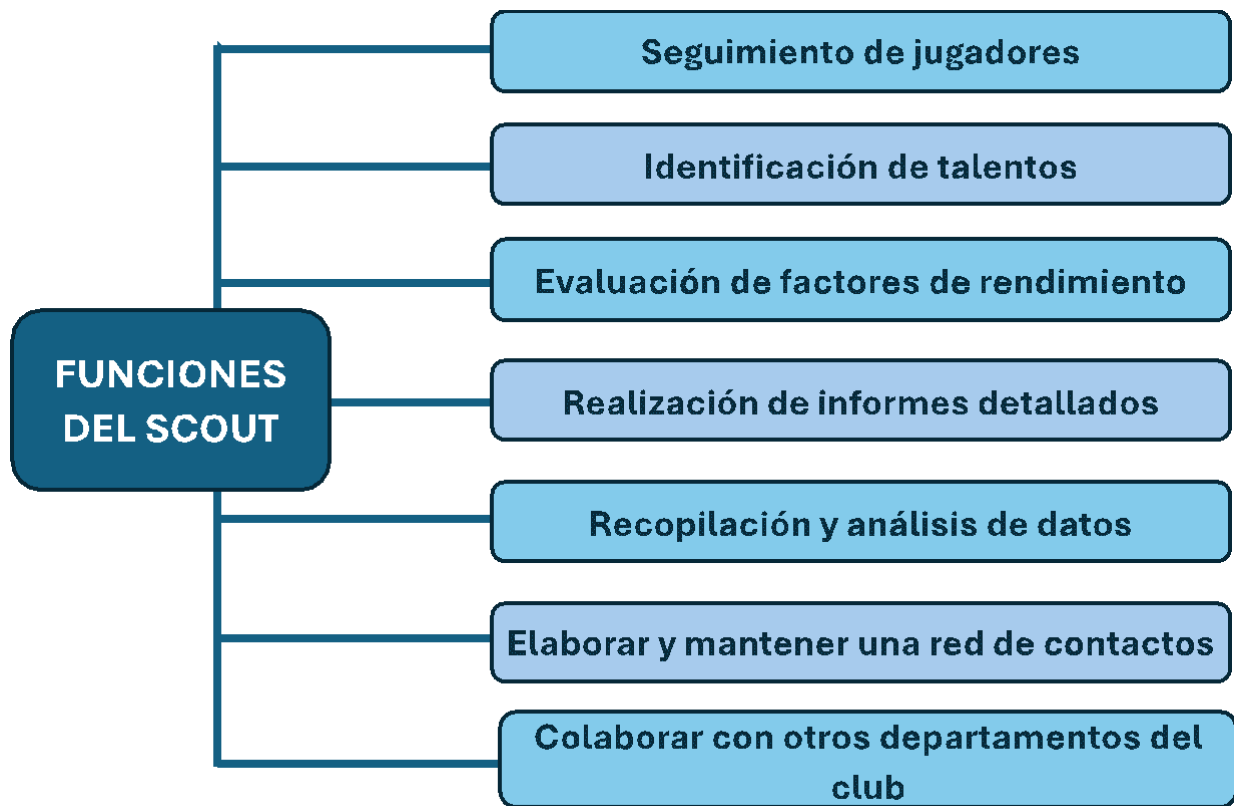 Seguimiento de jugadores
Identificación de talentos
Evaluación de factores de rendimiento
FUNCIONES
DEL SCOUT
Realización de informes detallados
Recopilación y análisis de datos
Elaborar y mantener una red de contactos
Colaborar con otros departamentos del
club